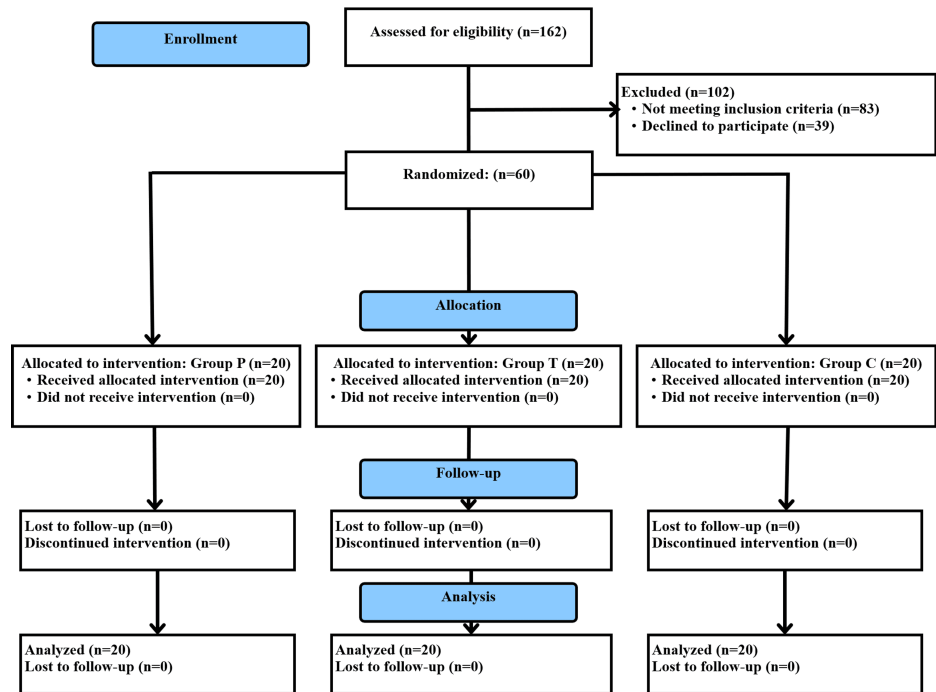 Enrollment
Assessed for eligibility (n=162)
Excluded (n=102)
• Not meeting inclusion criteria (n=83)
• Declined to participate (n=39)
Randomized: (n=60)
Allocation
Allocated to intervention: Group P (n=20)
• Received allocated intervention (n=20)
• Did not receive intervention (n=0)
Allocated to intervention: Group T (n=20)
• Received allocated intervention (n=20)
• Did not receive intervention (n=0)
Allocated to intervention: Group C (n=20)
• Received allocated intervention (n=20)
• Did not receive intervention (n=0)
Follow-up
Lost to follow-up (n=0)
Discontinued intervention (n=0)
Lost to follow-up (n=0)
Discontinued intervention (n=0)
Lost to follow-up (n=0)
Discontinued intervention (n=0)
Analysis
Analyzed (n=20)
Lost to follow-up (n=0)
Analyzed (n=20)
Lost to follow-up (n=0)
Analyzed (n=20)
Lost to follow-up (n=0)